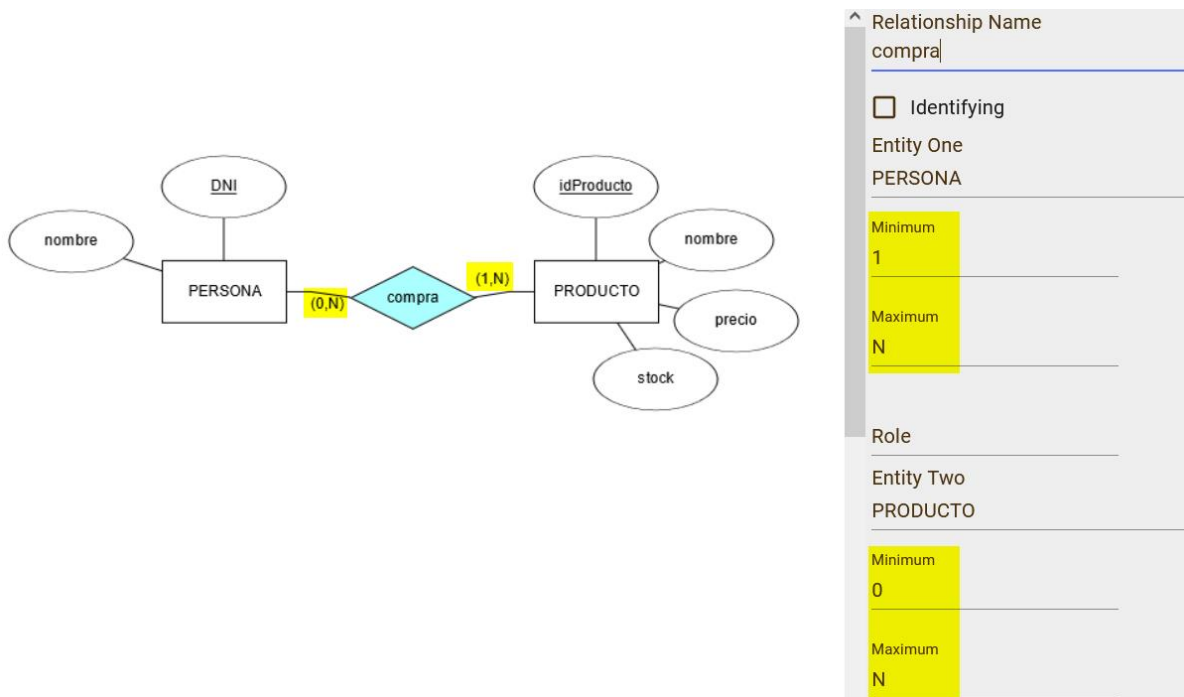 DNI
nombre
PERSONA
(0,N)
compra
(1,N)
idProducto
nombre
PRODUCTO
precio
stock
Relationship Name
compra
Identifying
Entity One
PERSONA
Minimum
1
Maximum
N
Role
Entity Two
PRODUCTO
Minimum
0
Maximum
N